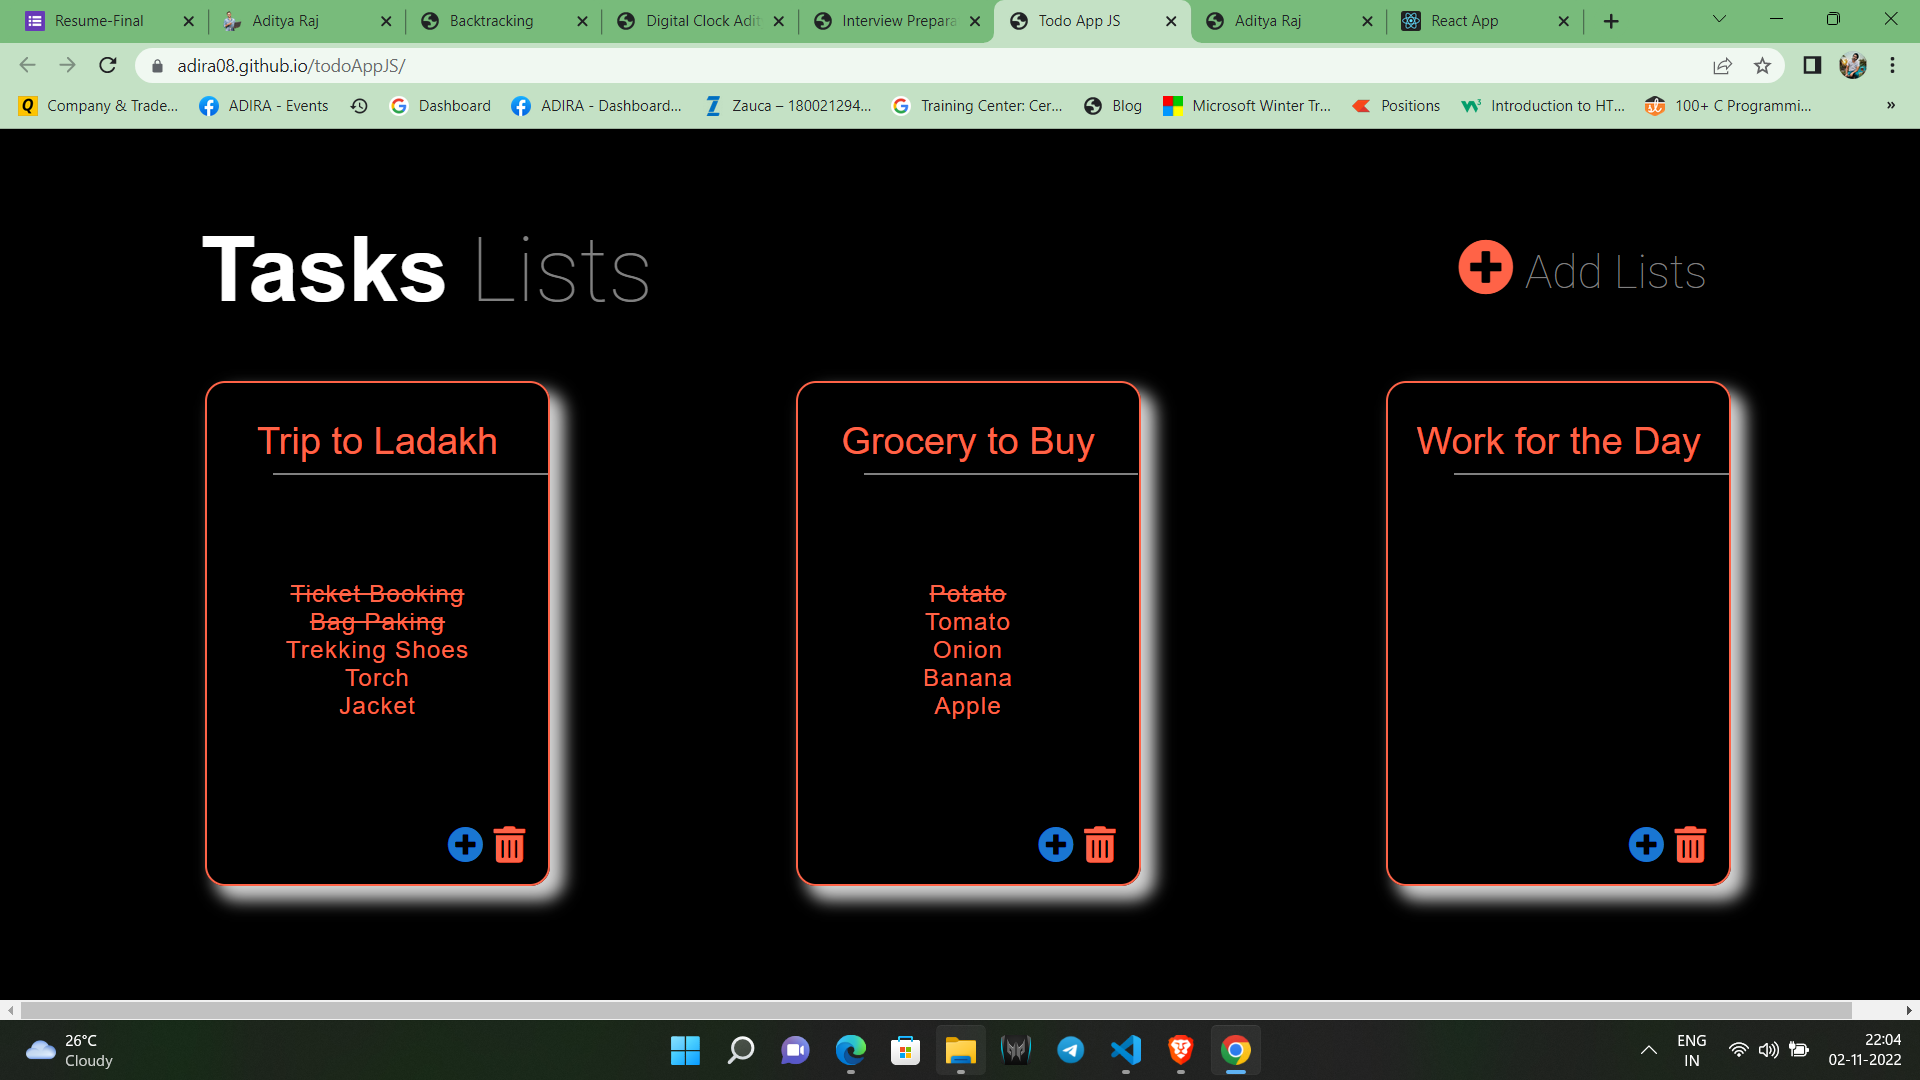 Resume-Final
Aditya Raj
Backtracking
Digital Clock Adit
Interview Prepara
Todo App JS
Aditya Raj
React App
adira08.github.io/todoAppJS/
Company & Trade...
ADIRA - Events
Dashboard
ADIRA - Dashboard...
Zauca – 180021294...
Training Center: Cer...
Blog
Microsoft Winter Tr...
Positions
Introduction to HT...
100+ C Programmi...
»
Tasks Lists
Add Lists
Trip to Ladakh
Ticket Booking
Bag Paking
Trekking Shoes
Torch
Jacket
Grocery to Buy
Potato
Tomato
Onion
Banana
Apple
Work for the Day
26°C
Cloudy
ENG
IN
22:04
02-11-2022